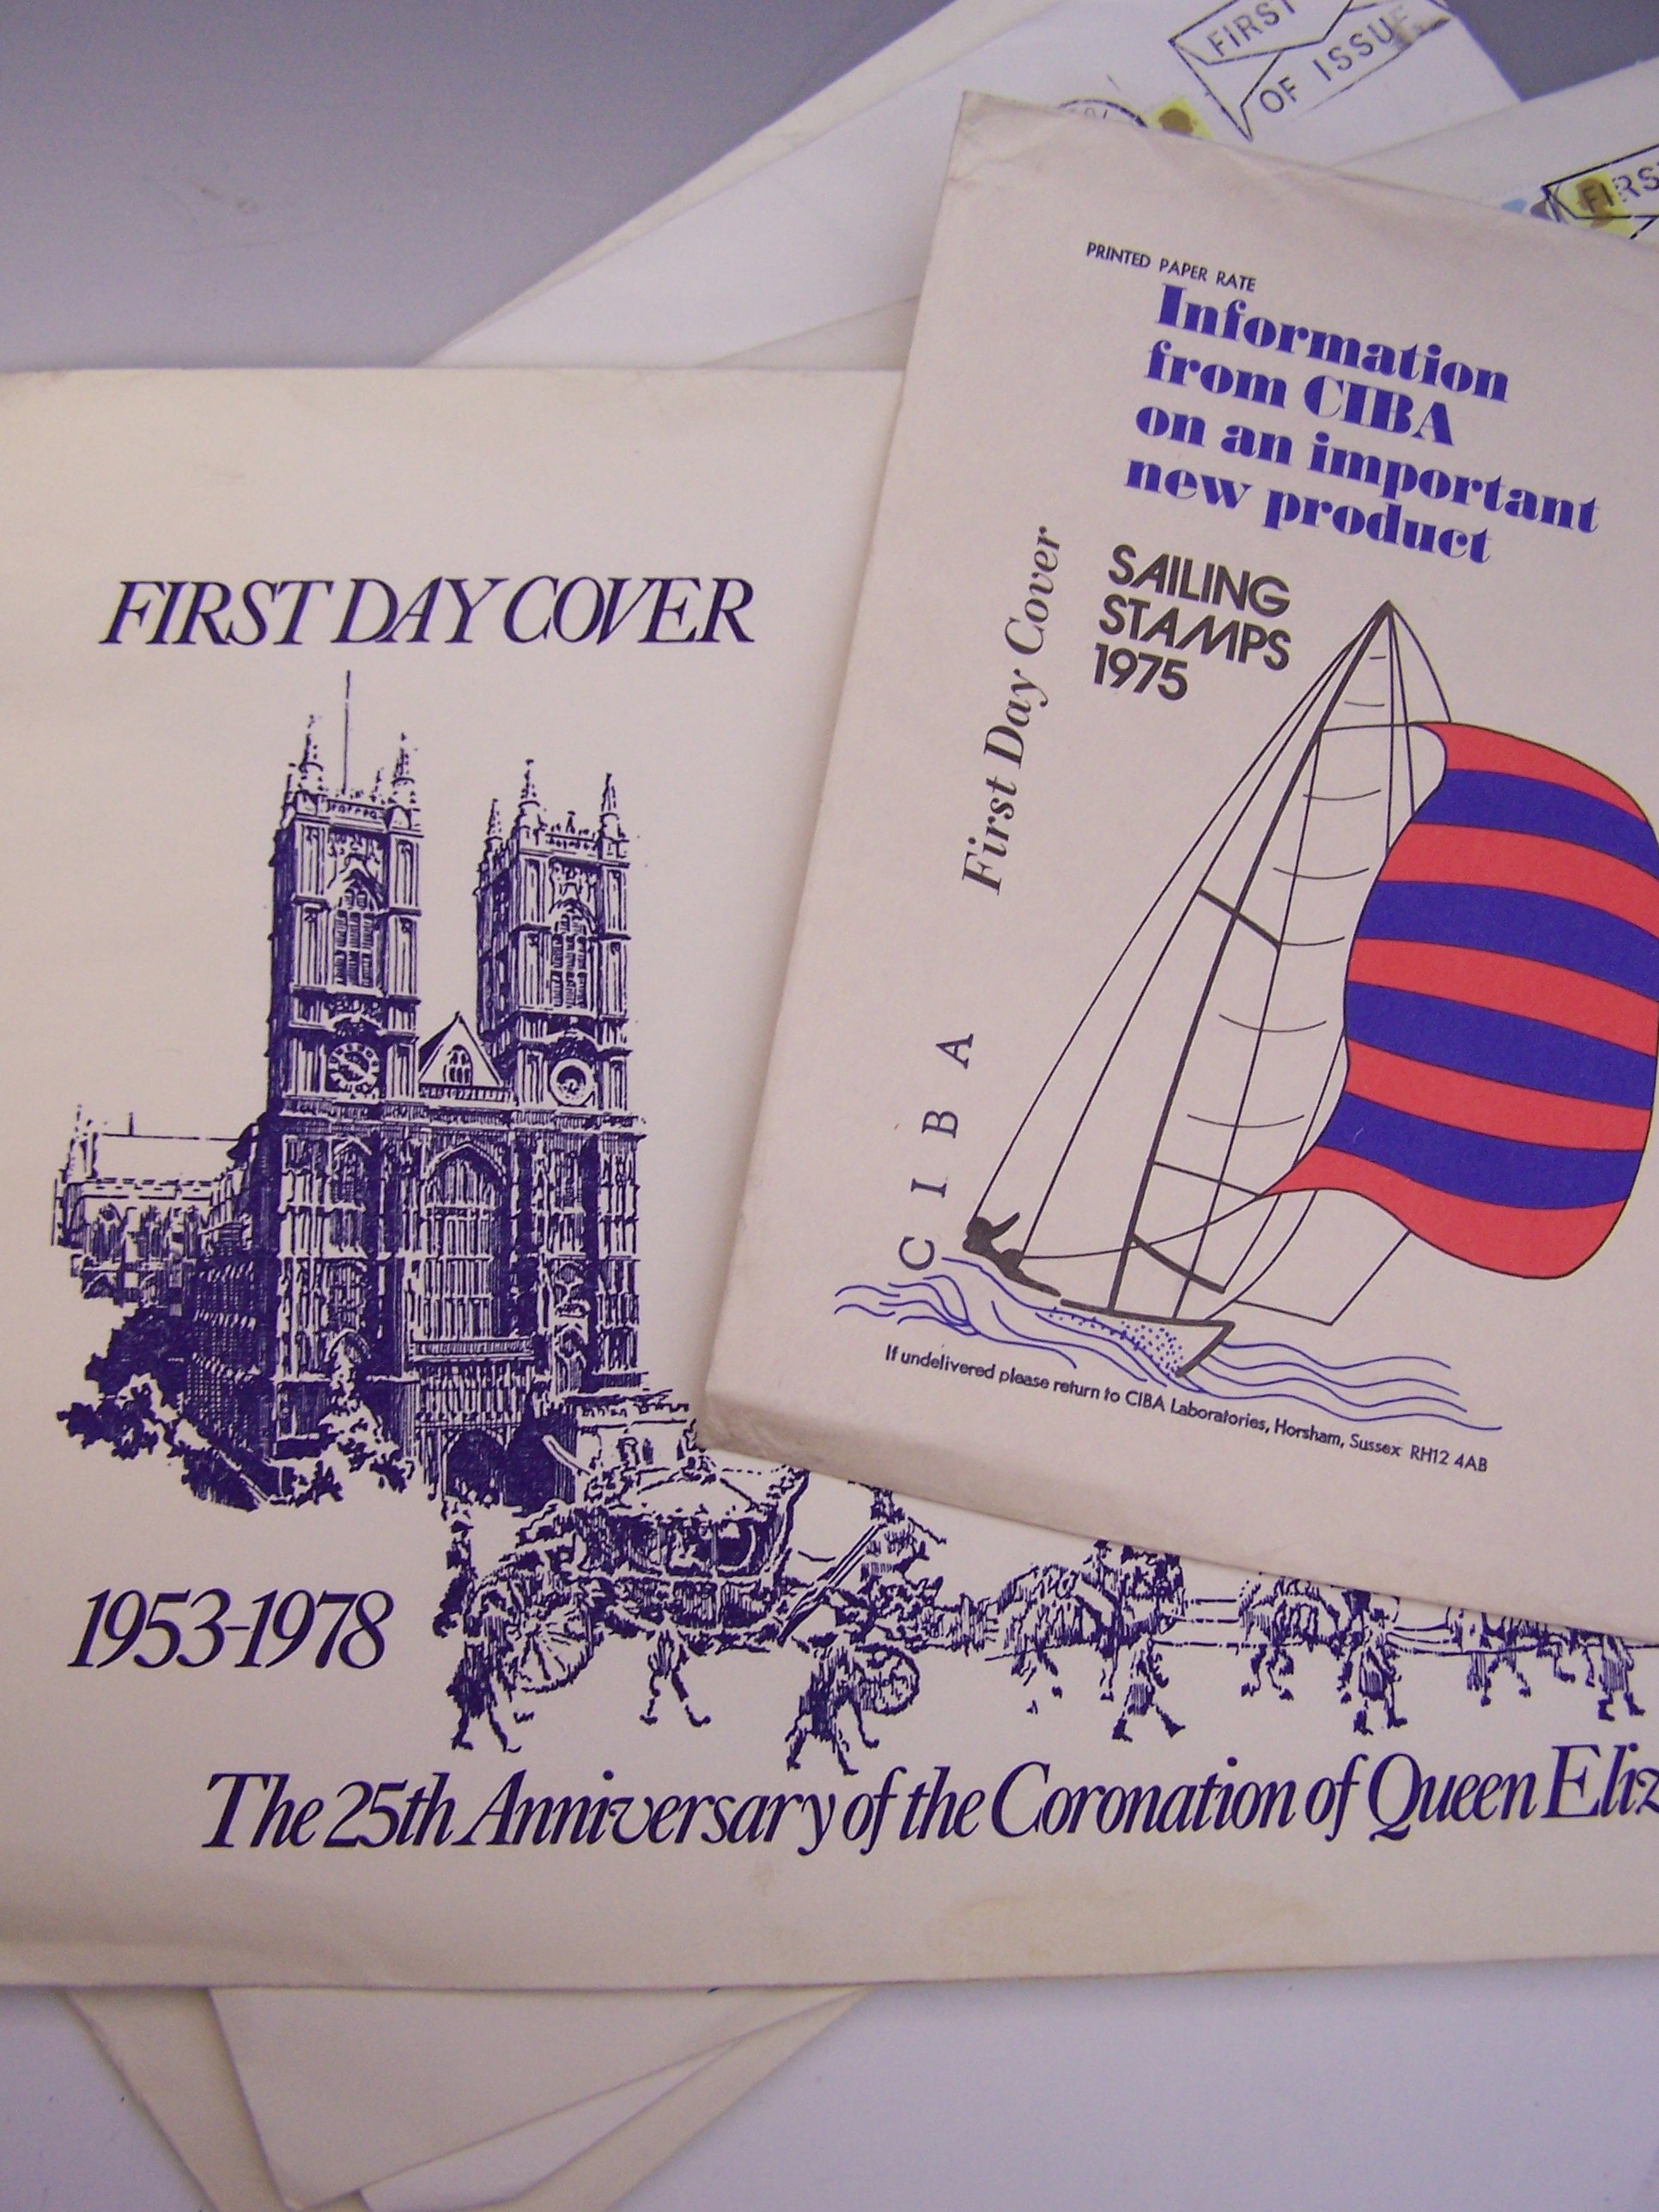 FIRST
OF ISSUE
FIRS
PRINTED PAPER RATE
Information
from CIBA
on an important
new product
SAILING
STAMPS
1975
First Day Cover
CIBA
If undelivered please return to CIBA Laboratories, Horsham, Sussex RH12 4AB
FIRST DAY COVER
1953-1978
The 25th Anniversary of the Coronation of Queen Eliz